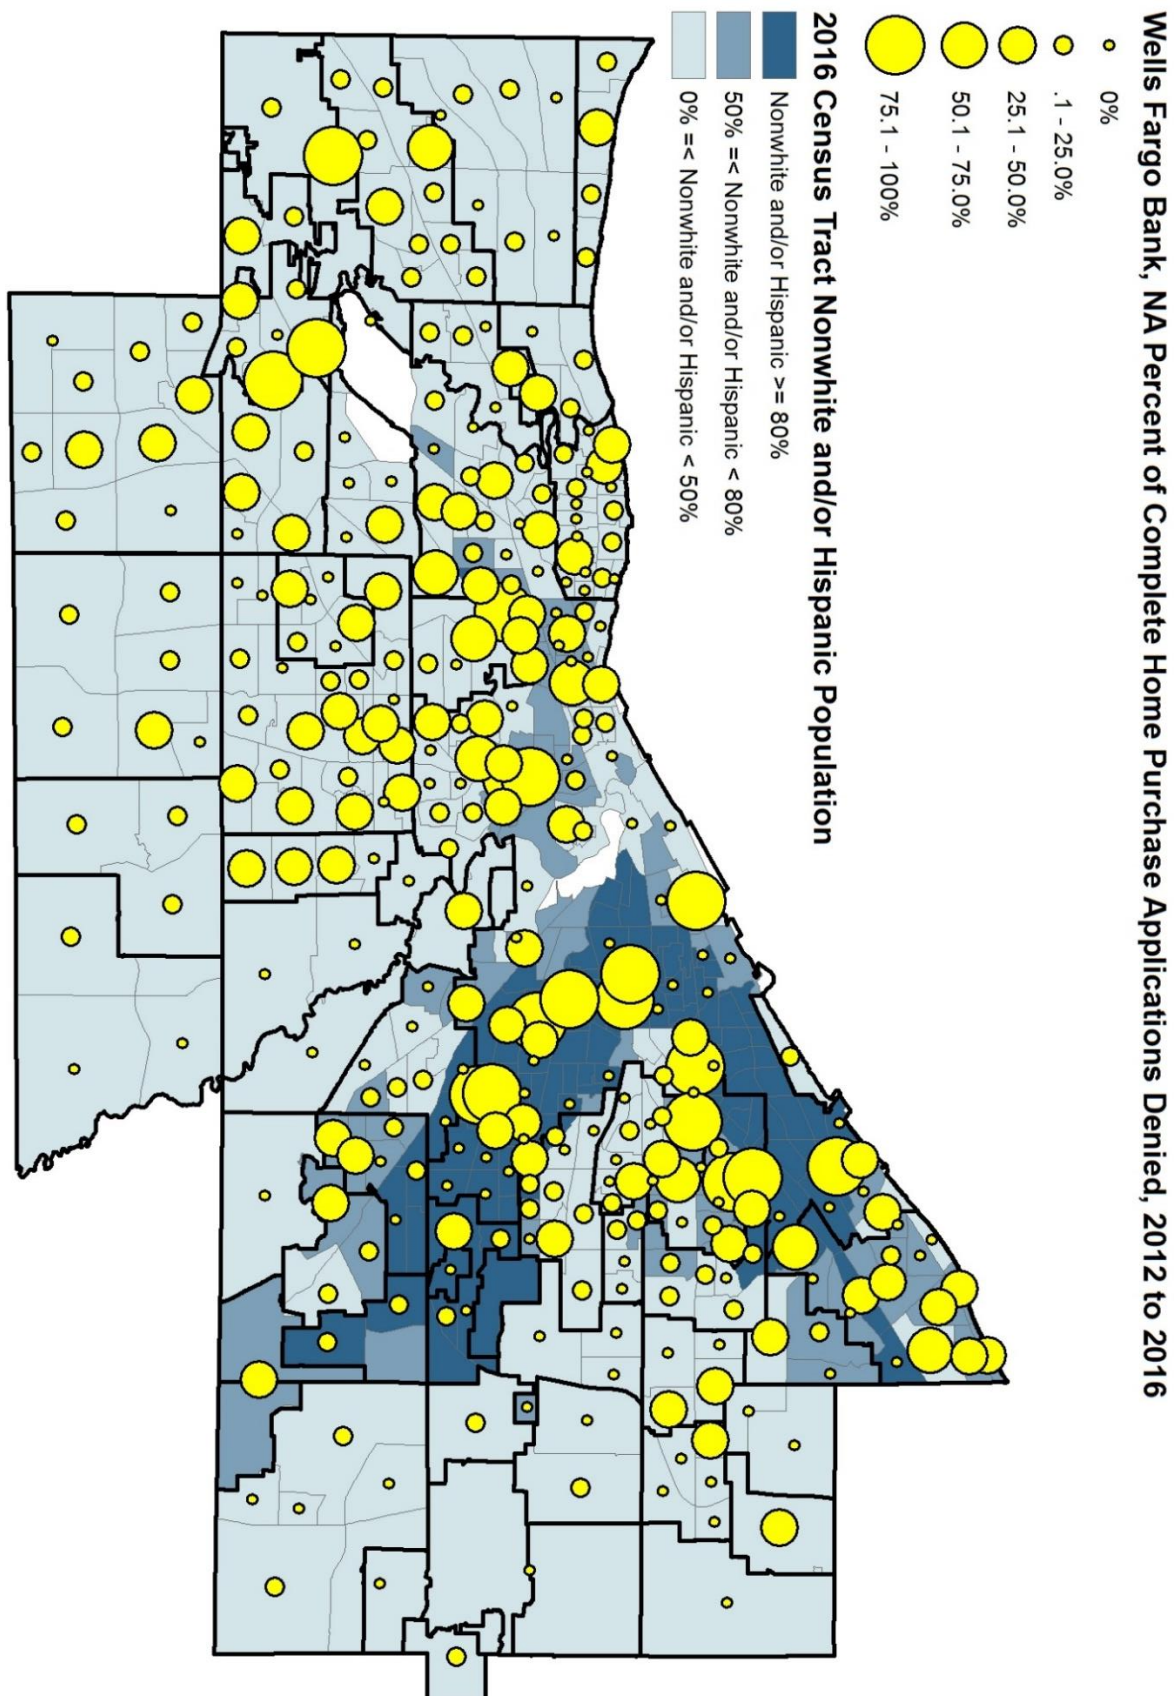 Wells Fargo Bank, NA Percent of Complete Home Purchase Applications Denied, 2012 to 2016
0%
.1 - 25.0%
25.1 - 50.0%
50.1 - 75.0%
75.1 - 100%
2016 Census Tract Nonwhite and/or Hispanic Population
Nonwhite and/or Hispanic >= 80%
50% =< Nonwhite and/or Hispanic < 80%
0% =< Nonwhite and/or Hispanic < 50%